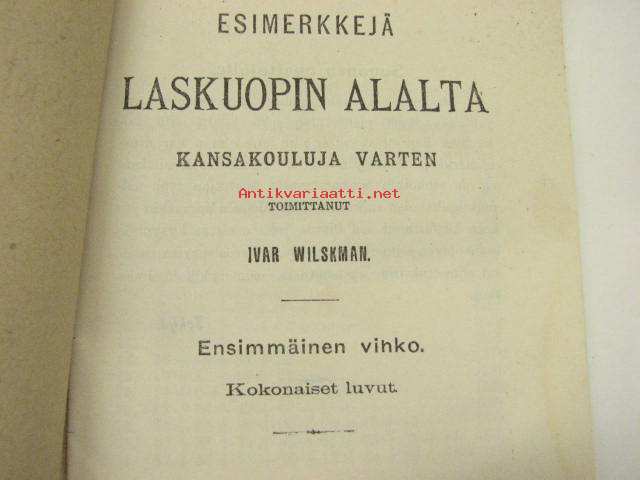 ESIMERKKEJÄ
LASKUOPIN ALALTA
KANSAKOULUJA VARTEN
Antikvariaatti.net
TOIMITTANUT
IVAR WILSKMAN.
Ensimmäinen vihko.
Kokonaiset luvut.